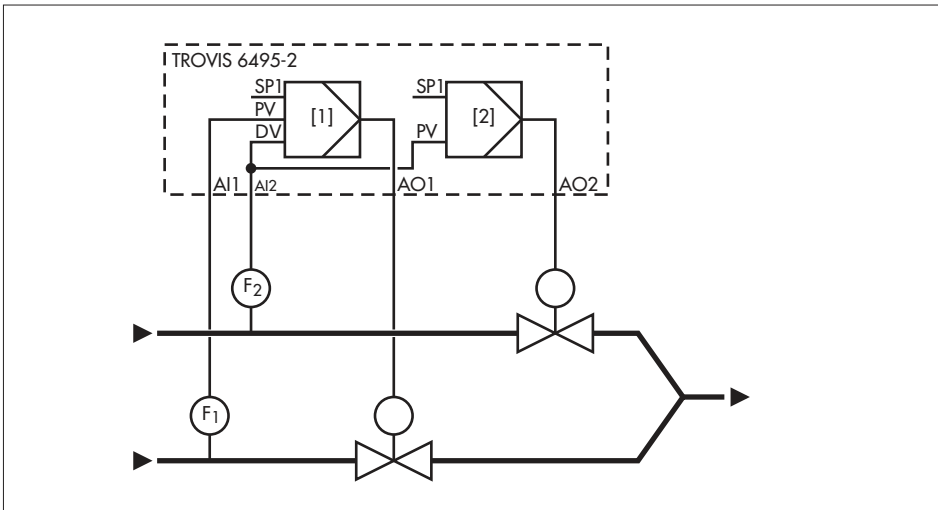 TROVIS 6495-2
SP1
PV
DV
[1]
SP1
PV
[2]
AI1
AI2
AO1
AO2
F2
F1